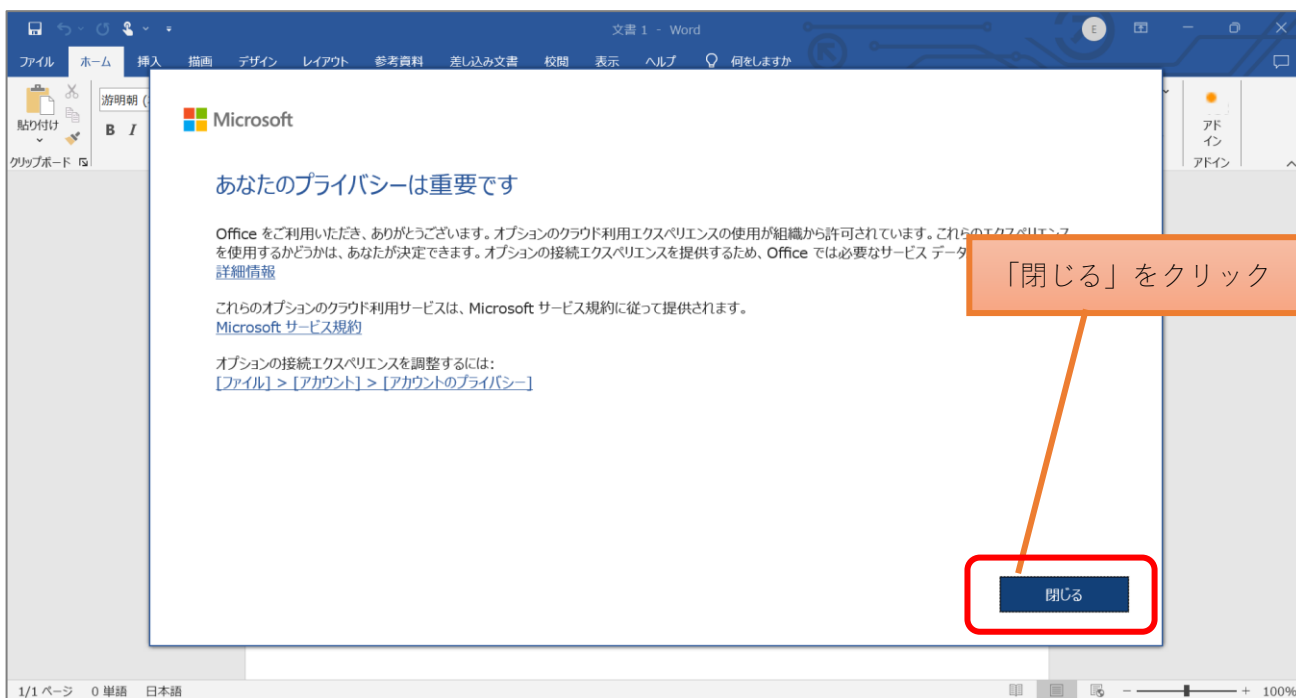 文書 1 - Word
E
ファイル ホーム 挿入 描画 デザイン レイアウト 参考資料 差し込み文書 校閲 表示 ヘルプ 何をしますか
貼り付け
游明朝 (
B I
クリップボード
アド
イン
アドイン
Microsoft
あなたのプライバシーは重要です
Office をご利用いただき、ありがとうございます。オプションのクラウド利用エクスペリエンスの使用が組織から許可されています。これらのエクスペリエンス
を使用するかどうかは、あなたが決定できます。オプションの接続エクスペリエンスを提供するため、Office では必要なサービス データ
詳細情報
「閉じる」をクリック
これらのオプションのクラウド利用サービスは、Microsoft サービス規約に従って提供されます。
Microsoft サービス規約
オプションの接続エクスペリエンスを調整するには:
[ファイル] > [アカウント] > [アカウントのプライバシー]
閉じる
1/1 ページ 0 単語 日本語
- + 100%